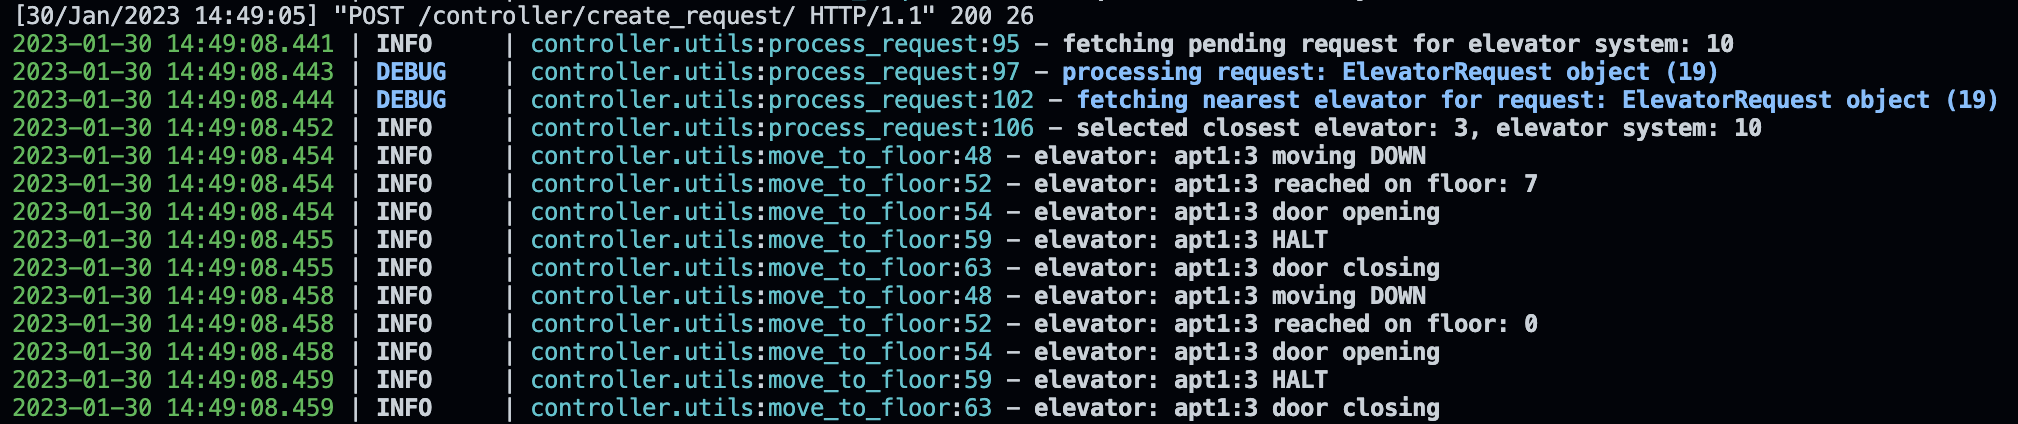 [30/Jan/2023 14:49:05] "POST /controller/create_request/ HTTP/1.1" 200 26
2023-01-30 14:49:08.441 | INFO     | controller.utils:process_request:95 - fetching pending request for elevator system: 10
2023-01-30 14:49:08.443 | DEBUG    | controller.utils:process_request:97 - processing request: ElevatorRequest object (19)
2023-01-30 14:49:08.444 | DEBUG    | controller.utils:process_request:102 - fetching nearest elevator for request: ElevatorRequest object (19)
2023-01-30 14:49:08.452 | INFO     | controller.utils:process_request:106 - selected closest elevator: 3, elevator system: 10
2023-01-30 14:49:08.454 | INFO     | controller.utils:move_to_floor:48 - elevator: apt1:3 moving DOWN
2023-01-30 14:49:08.454 | INFO     | controller.utils:move_to_floor:52 - elevator: apt1:3 reached on floor: 7
2023-01-30 14:49:08.454 | INFO     | controller.utils:move_to_floor:54 - elevator: apt1:3 door opening
2023-01-30 14:49:08.455 | INFO     | controller.utils:move_to_floor:59 - elevator: apt1:3 HALT
2023-01-30 14:49:08.455 | INFO     | controller.utils:move_to_floor:63 - elevator: apt1:3 door closing
2023-01-30 14:49:08.458 | INFO     | controller.utils:move_to_floor:48 - elevator: apt1:3 moving DOWN
2023-01-30 14:49:08.458 | INFO     | controller.utils:move_to_floor:52 - elevator: apt1:3 reached on floor: 0
2023-01-30 14:49:08.458 | INFO     | controller.utils:move_to_floor:54 - elevator: apt1:3 door opening
2023-01-30 14:49:08.459 | INFO     | controller.utils:move_to_floor:59 - elevator: apt1:3 HALT
2023-01-30 14:49:08.459 | INFO     | controller.utils:move_to_floor:63 - elevator: apt1:3 door closing